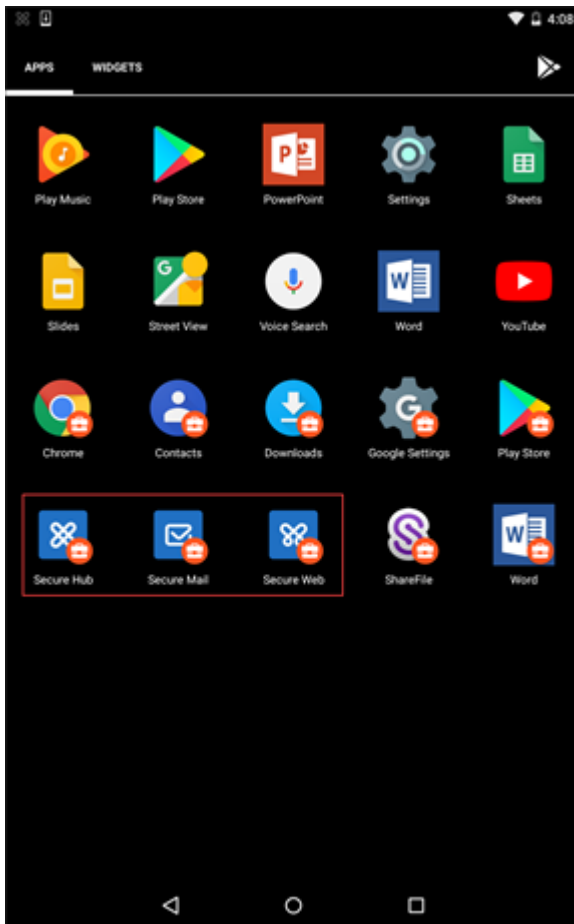 4:08
APPS WIDGETS
Play Music Play Store PowerPoint Settings Sheets
P
G
W
Slides Street View Voice Search Word YouTube
G
Chrome Contacts Downloads Google Settings Play Store
W
Secure Hub Secure Mail Secure Web ShareFile Word